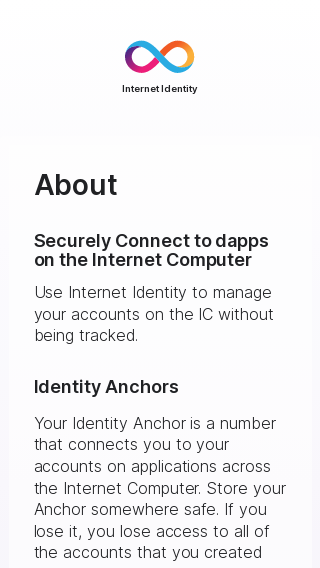 Internet Identity
About
Securely Connect to dapps
on the Internet Computer
Use Internet Identity to manage
your accounts on the IC without
being tracked.
Identity Anchors
Your Identity Anchor is a number
that connects you to your
accounts on applications across
the Internet Computer. Store your
Anchor somewhere safe. If you
lose it, you lose access to all of
the accounts that you created